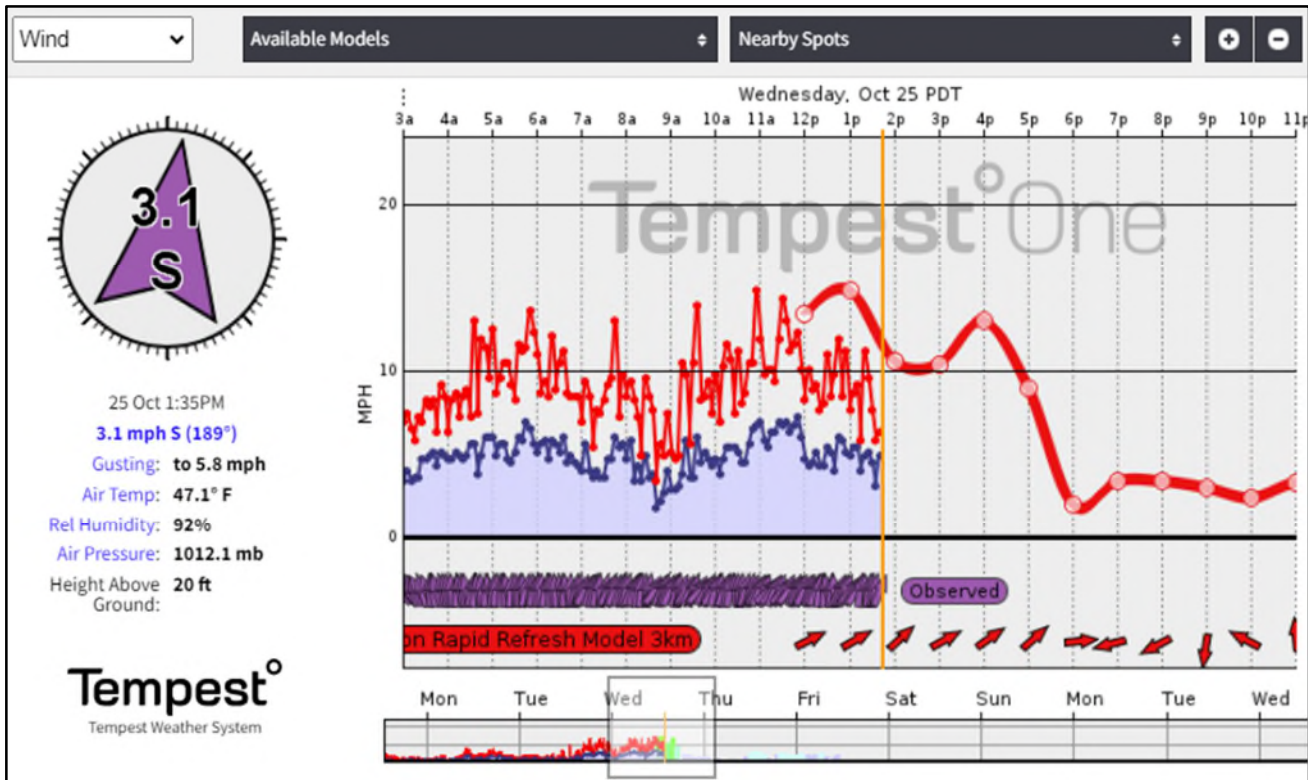 Wind
Available Models
Nearby Spots
Wednesday, Oct 25 PDT
3a 4a 5a 6a 7a 8a 9a 10a 11a 12p 1p 2p 3p 4p 5p 6p 7p 8p 9p 10p 11p
Tempest One
20
10
0
MPH
3.1
S
25 Oct 1:35PM
3.1 mph S (189°)
Gusting: to 5.8 mph
Air Temp: 47.1° F
Rel Humidity: 92%
Air Pressure: 1012.1 mb
Height Above 20 ft
Ground:
Observed
on Rapid Refresh Model 3km
Tempest
Tempest Weather System
Mon Tue Wed Thu Fri Sat Sun Mon Tue Wed